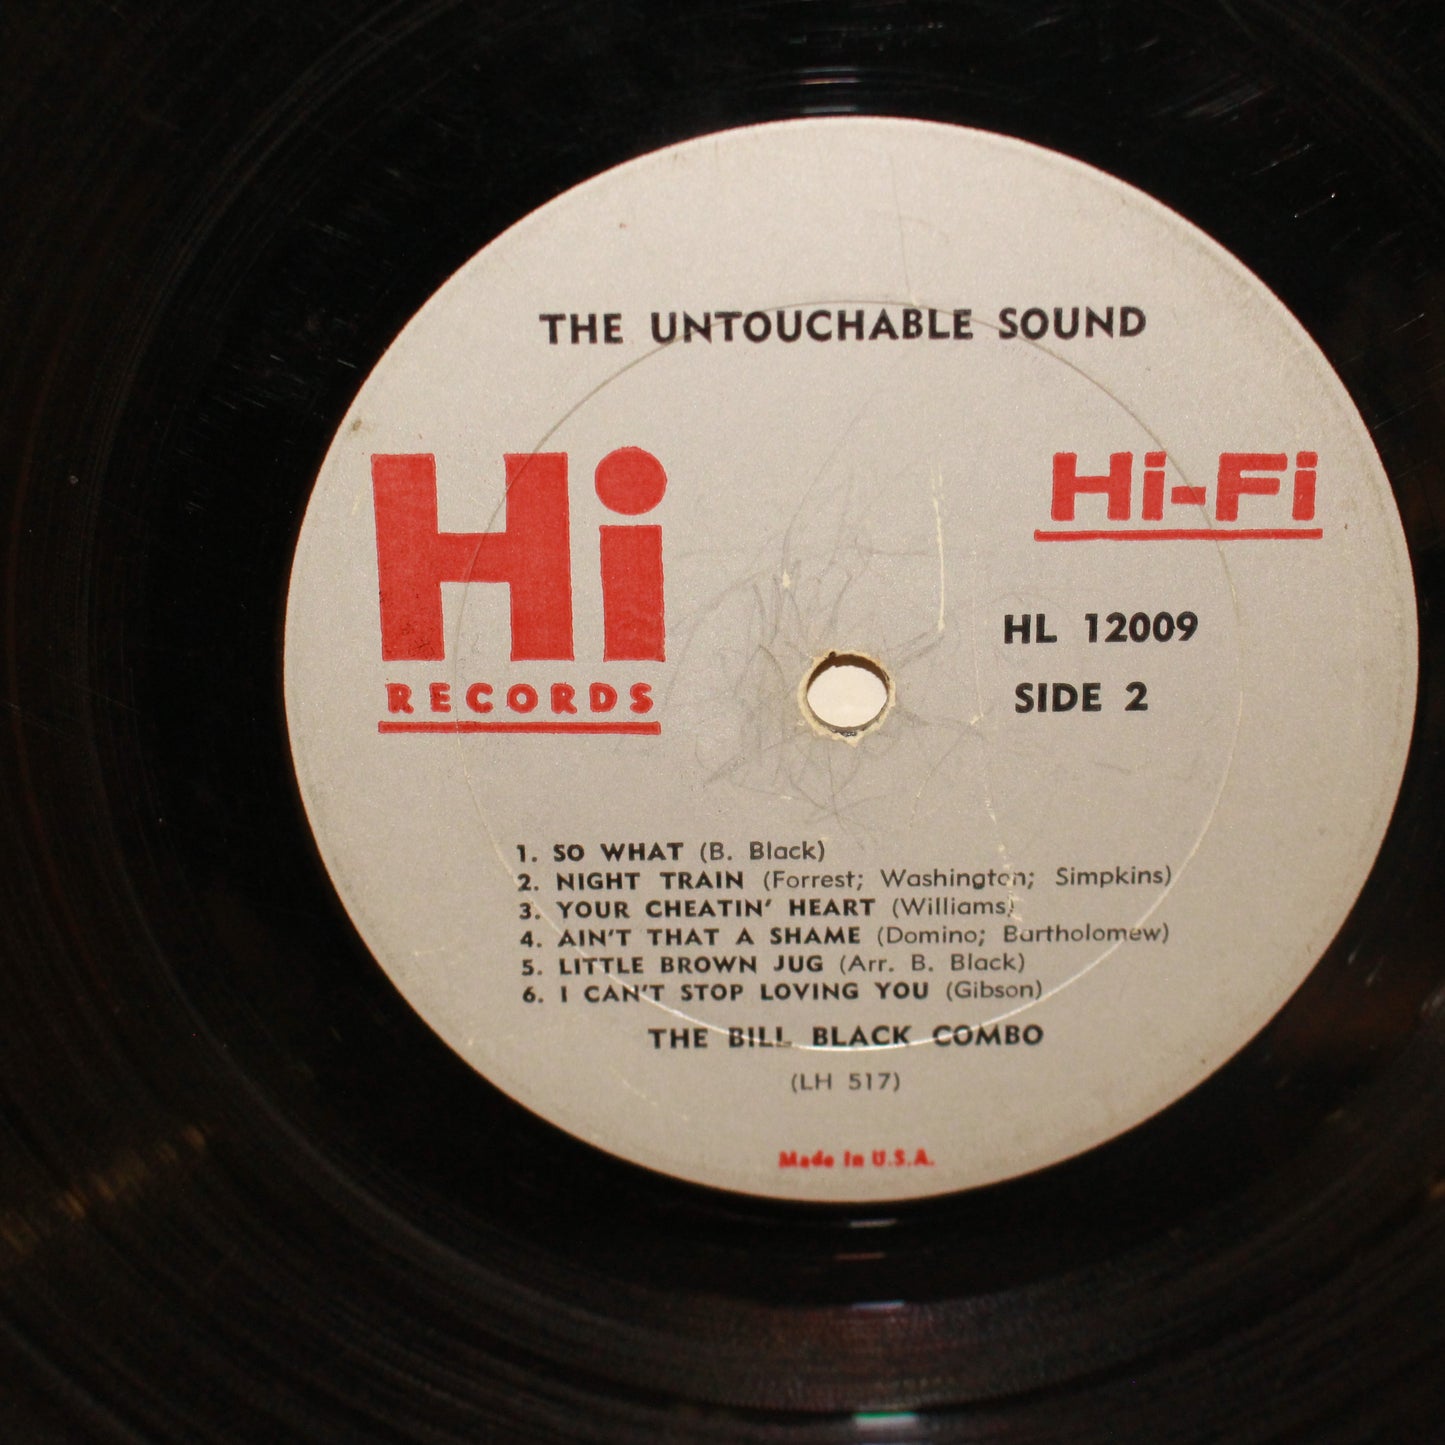 THE UNTOUCHABLE SOUND
Hi
RECORDS
Hi-Fi
HL 12009
SIDE 2
1. SO WHAT (B. Black)
2. NIGHT TRAIN (Forrest; Washington; Simpkins)
3. YOUR CHEATIN' HEART (Williams)
4. AIN'T THAT A SHAME (Domino; Bartholomew)
5. LITTLE BROWN JUG (Arr. B. Black)
6. I CAN'T STOP LOVING YOU (Gibson)
THE BILL BLACK COMBO
(LH 517)
Made In U.S.A.